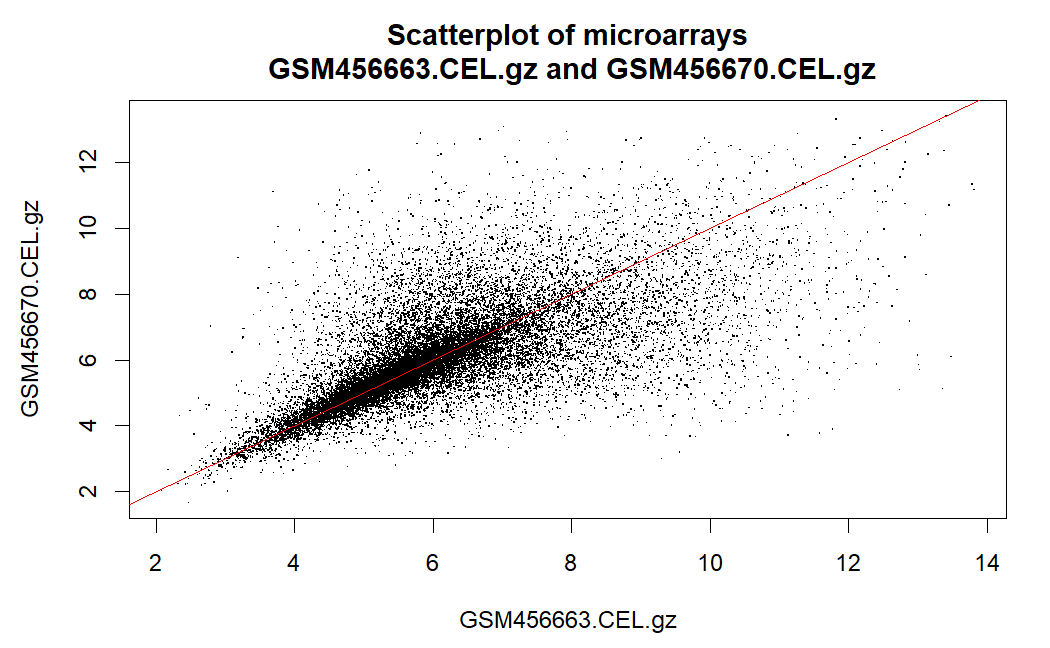 Scatterplot of microarrays
GSM456663.CEL.gz and GSM456670.CEL.gz
GSM456670.CEL.gz
12
10
8
6
4
2
2 4 6 8 10 12 14
GSM456663.CEL.gz